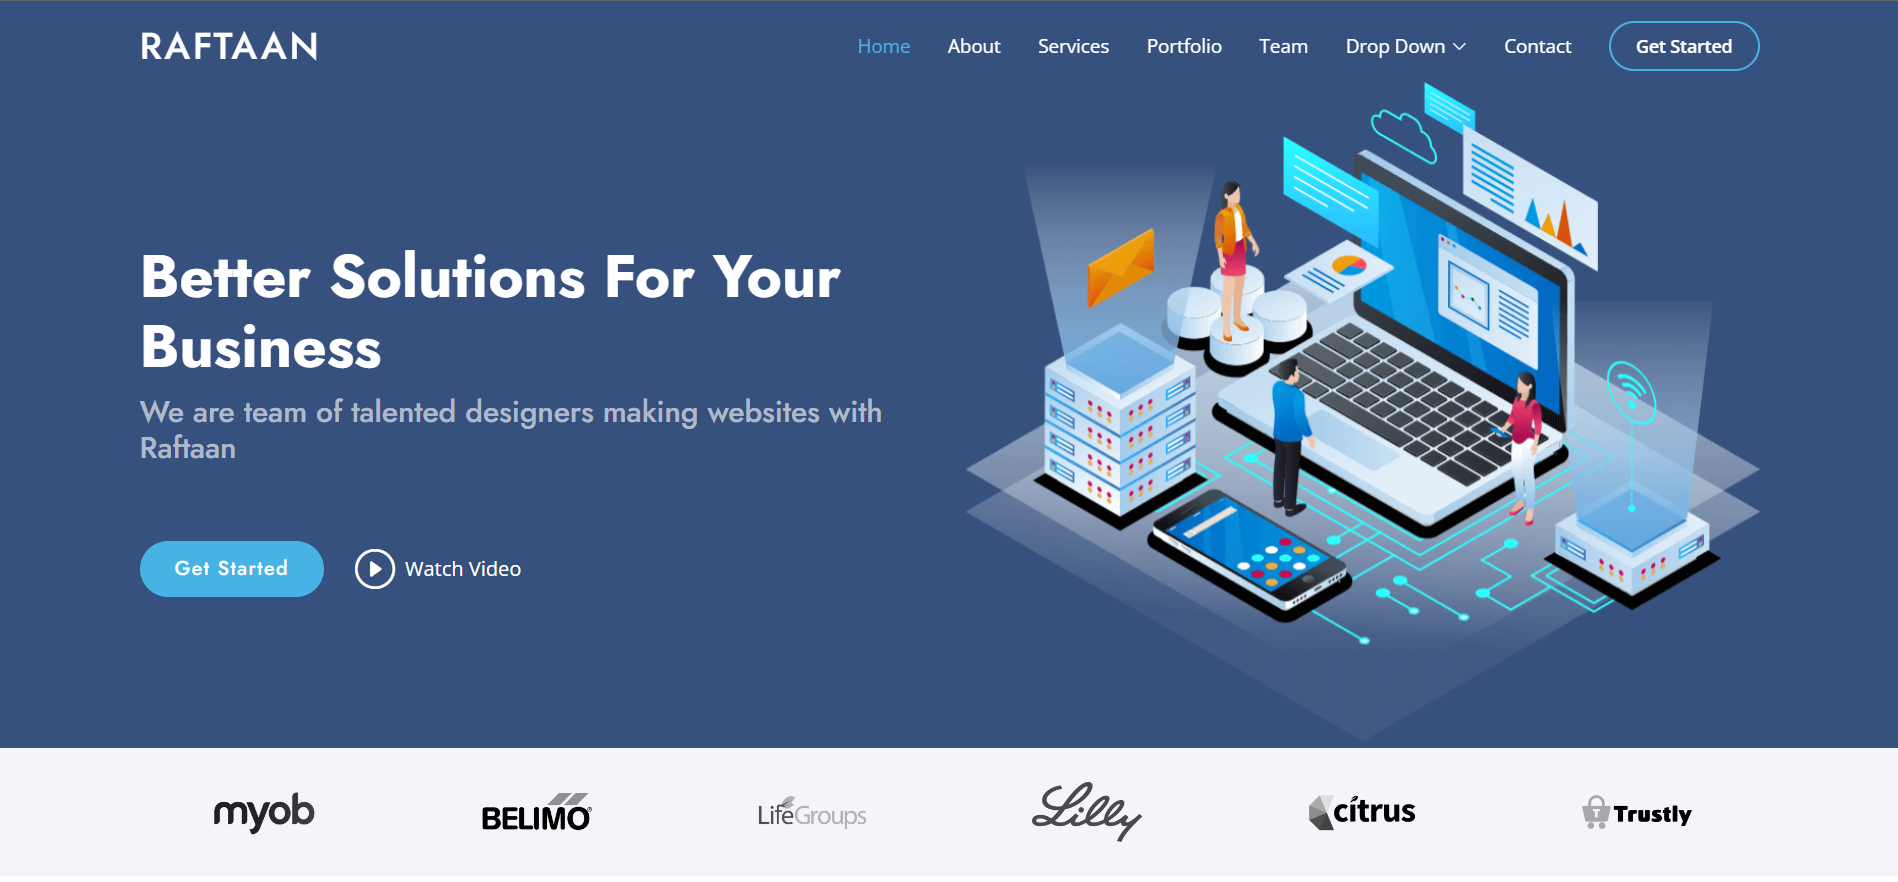 RAFTAAN
Home About Services Portfolio Team Drop Down Contact Get Started
Better Solutions For Your
Business
We are team of talented designers making websites with
Raftaan
Get Started Watch Video
myob BELIMO® LifeGroups Lilly cítrus T Trustly